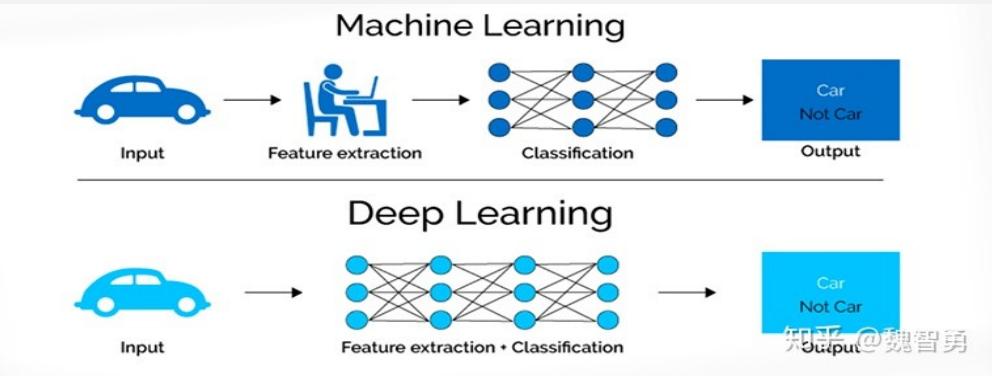 Machine Learning
Car
Not Car
Input
Feature extraction
Classification
Output
Deep Learning
Car
Not Car
Input
Feature extraction + Classification
Output
知乎 @魏智勇